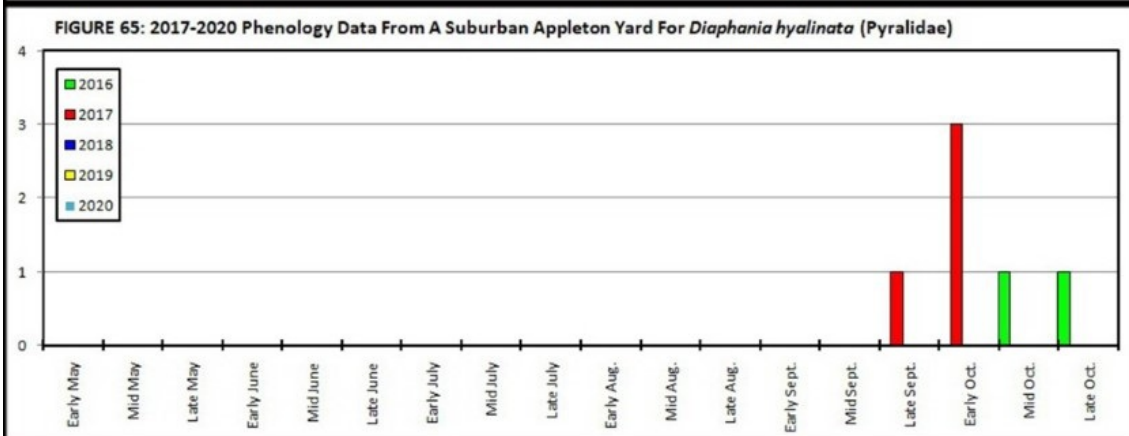 FIGURE 65: 2017-2020 Phenology Data From A Suburban Appleton Yard For Diaphania hyalinata (Pyralidae)
4
3
2
1
0
2016
2017
2018
2019
2020
Early May
Mid May
Late May
Early June
Mid June
Late June
Early July
Mid July
Late July
Early Aug.
Mid Aug.
Late Aug.
Early Sept.
Mid Sept.
Late Sept.
Early Oct.
Mid Oct.
Late Oct.